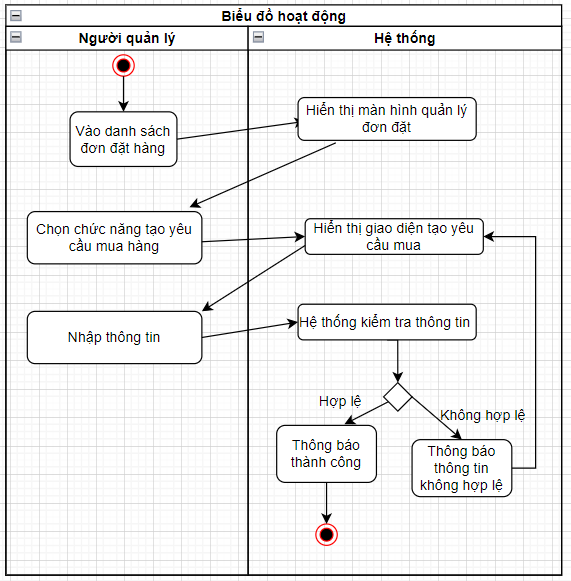 Biểu đồ hoạt động
Người quản lý
Hệ thống
Vào danh sách
đơn đặt hàng
Hiển thị màn hình quản lý
đơn đặt
Chọn chức năng tạo yêu
cầu mua hàng
Hiển thị giao diện tạo yêu
cầu mua
Nhập thông tin
Hệ thống kiểm tra thông tin
Hợp lệ
Không hợp lệ
Thông báo
thành công
Thông báo
thông tin
không hợp lệ